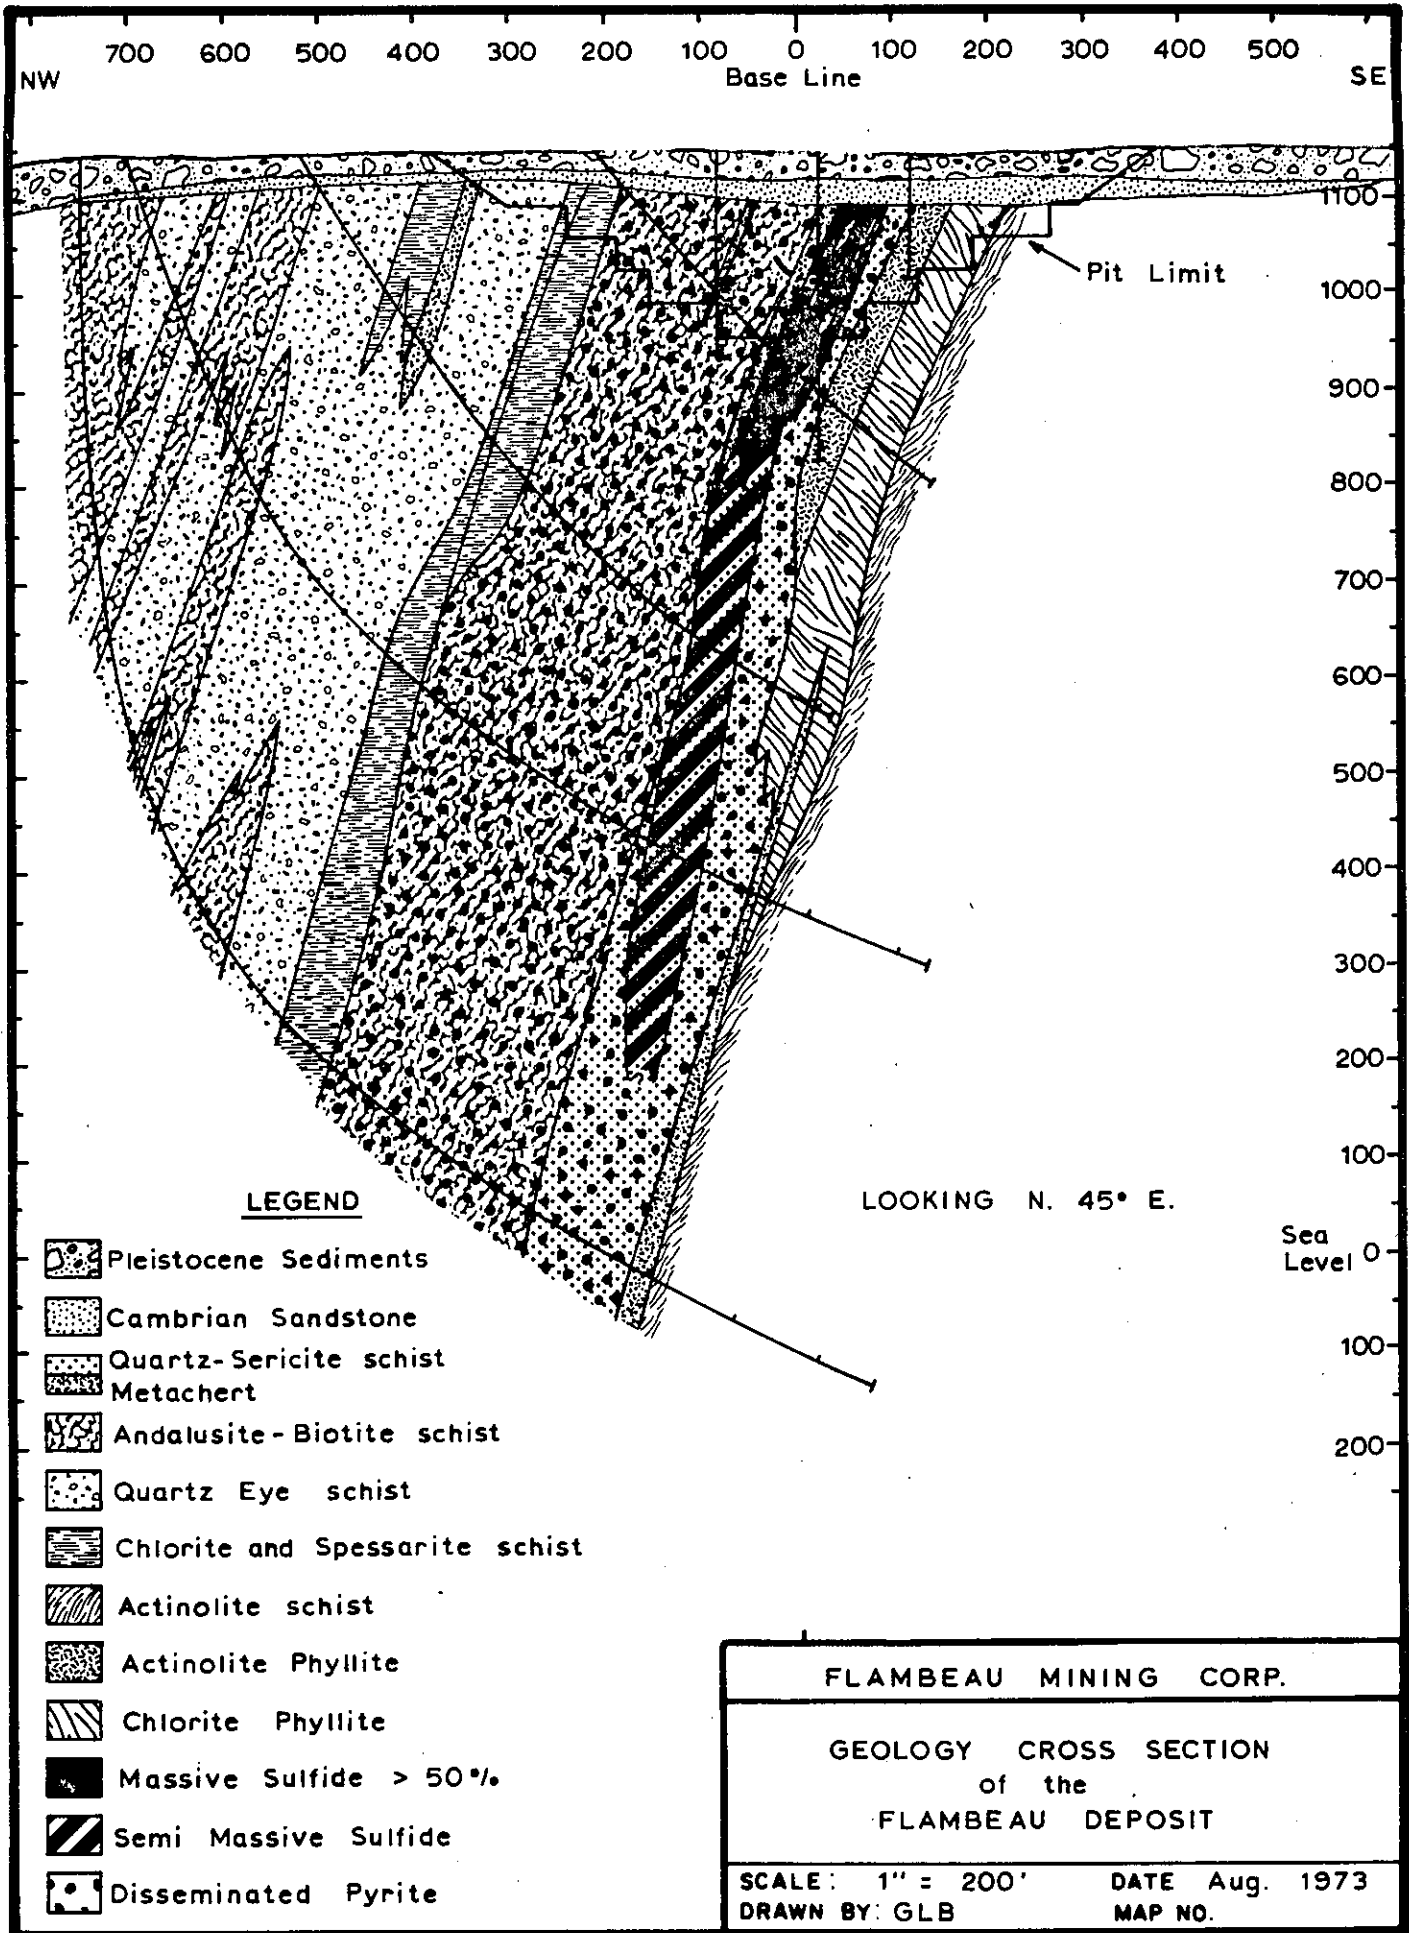 700 600 500 400 300 200 100 0 100 200 300 400 500
NW Base Line SE
1100
Pit Limit
1000
900
800
700
600
500
400
300
200
100
LOOKING N. 45° E.
Sea
Level 0
100
200
LEGEND
Pleistocene Sediments
Cambrian Sandstone
Quartz-Sericite schist
Metachert
Andalusite-Biotite schist
Quartz Eye schist
Chlorite and Spessarite schist
Actinolite schist
Actinolite Phyllite
Chlorite Phyllite
Massive Sulfide > 50%
Semi Massive Sulfide
Disseminated Pyrite
FLAMBEAU MINING CORP.
GEOLOGY CROSS SECTION
of the
FLAMBEAU DEPOSIT
SCALE: 1" = 200' DATE Aug. 1973
DRAWN BY: GLB MAP NO.